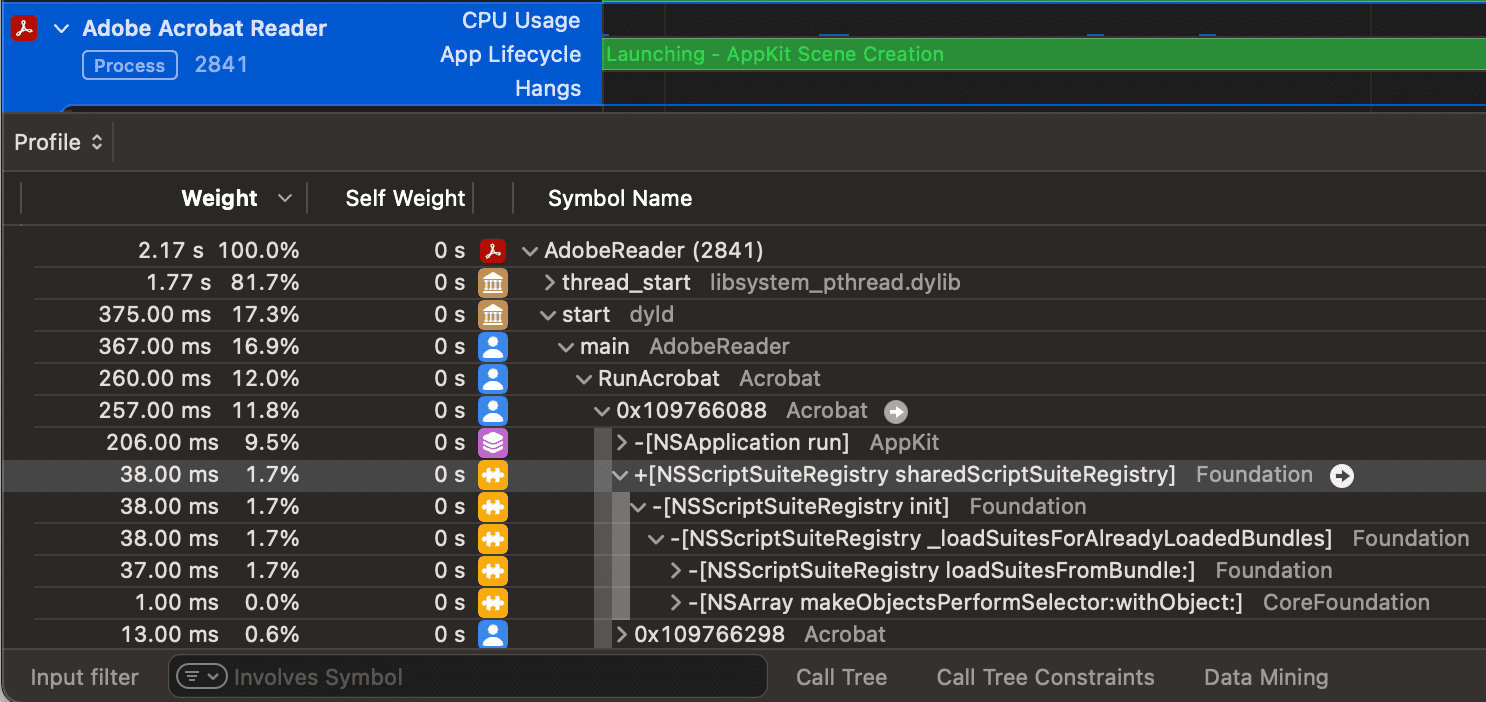 Adobe Acrobat Reader CPU Usage
Process 2841 App Lifecycle Launching - AppKit Scene Creation
Hangs
Profile
Weight Self Weight Symbol Name
2.17 s 100.0% 0 s AdobeReader (2841)
1.77 s 81.7% 0 s thread_start libsystem_pthread.dylib
375.00 ms 17.3% 0 s start dyld
367.00 ms 16.9% 0 s main AdobeReader
260.00 ms 12.0% 0 s RunAcrobat Acrobat
257.00 ms 11.8% 0 s 0x109766088 Acrobat
206.00 ms 9.5% 0 s -[NSApplication run] AppKit
38.00 ms 1.7% 0 s +[NSScriptSuiteRegistry sharedScriptSuiteRegistry] Foundation
38.00 ms 1.7% 0 s -[NSScriptSuiteRegistry init] Foundation
38.00 ms 1.7% 0 s -[NSScriptSuiteRegistry _loadSuitesForAlreadyLoadedBundles] Foundation
37.00 ms 1.7% 0 s -[NSScriptSuiteRegistry loadSuitesFromBundle:] Foundation
1.00 ms 0.0% 0 s -[NSArray makeObjectsPerformSelector:withObject:] CoreFoundation
13.00 ms 0.6% 0 s 0x109766298 Acrobat
Input filter Involves Symbol Call Tree Call Tree Constraints Data Mining